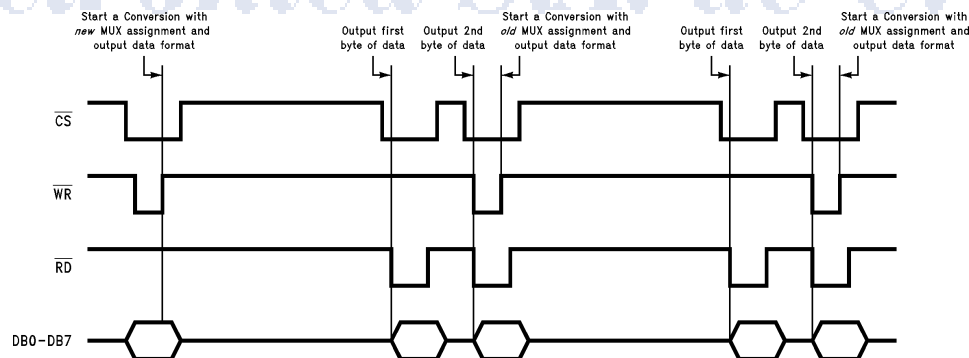 Start a Conversion with
new MUX assignment and
output data format
Output first
byte of data
Output 2nd
byte of data
Start a Conversion with
old MUX assignment and
output data format
Output first
byte of data
Output 2nd
byte of data
Start a Conversion with
old MUX assignment and
output data format
CS
WR
RD
DB0-DB7